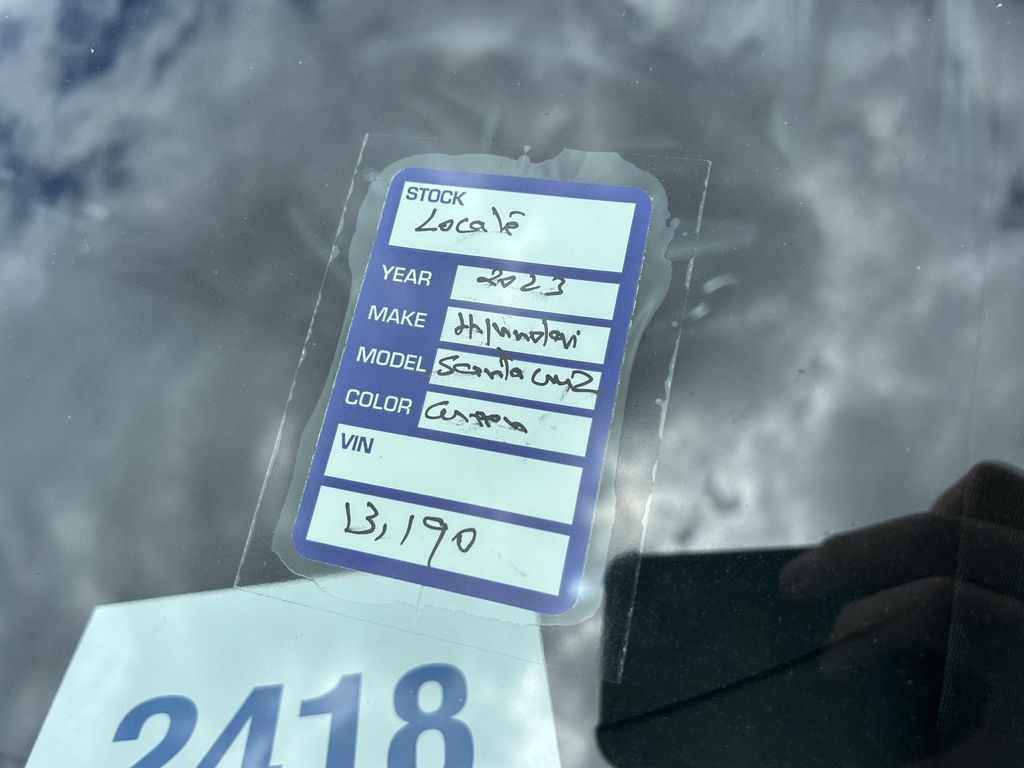 STOCK
Locale
YEAR 2023
MAKE Hyundai
MODEL Santa Cruz
COLOR
VIN
13,190
2418